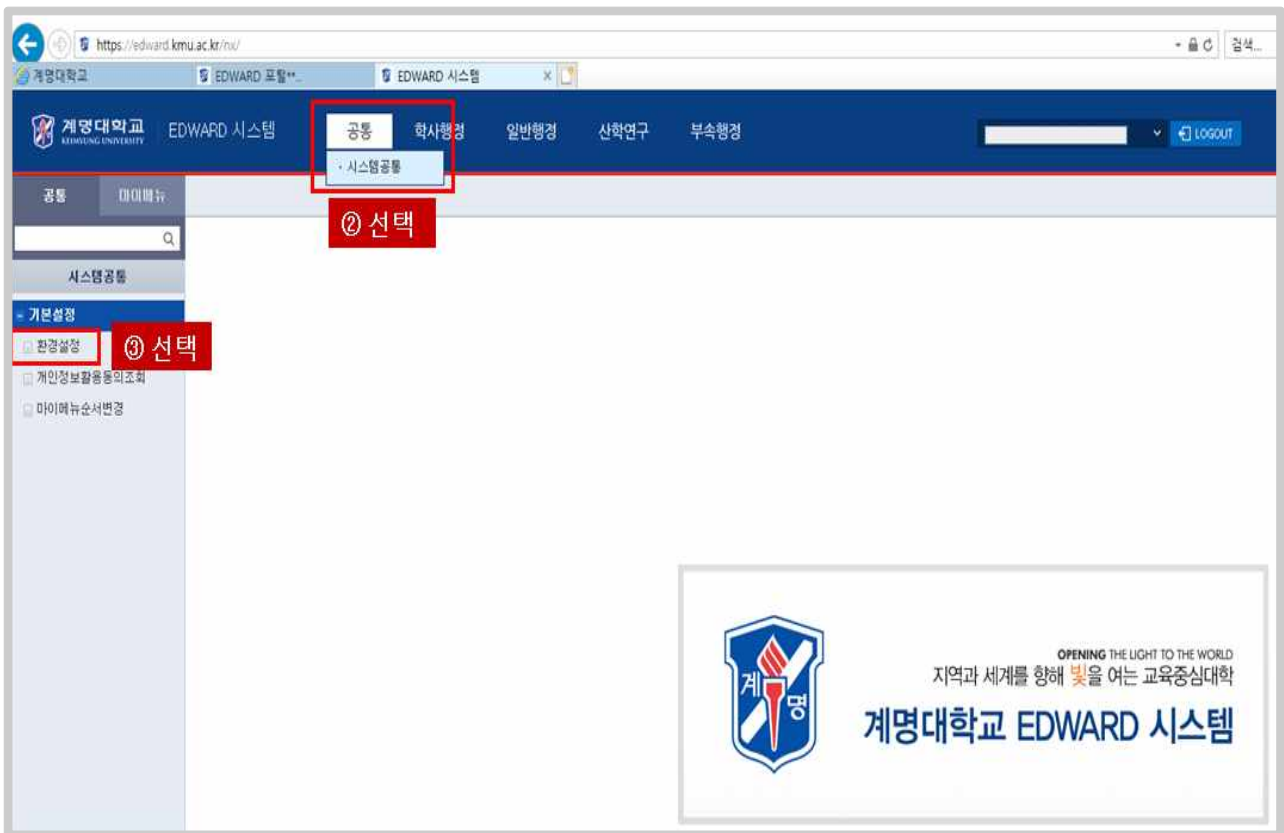 https://edward.kmu.ac.kr/nx/
검색...
계명대학교
EDWARD 포탈**...
EDWARD 시스템
계명대학교
KEIMYUNG UNIVERSITY
EDWARD 시스템
공통
학사행정
일반행정
산학연구
부속행정
LOGOUT
· 시스템공통
공통
마이메뉴
② 선택
시스템공통
기본설정
환경설정
③ 선택
개인정보활용동의조회
마이메뉴순서변경
계명
OPENING THE LIGHT TO THE WORLD
지역과 세계를 향해 빛을 여는 교육중심대학
계명대학교 EDWARD 시스템